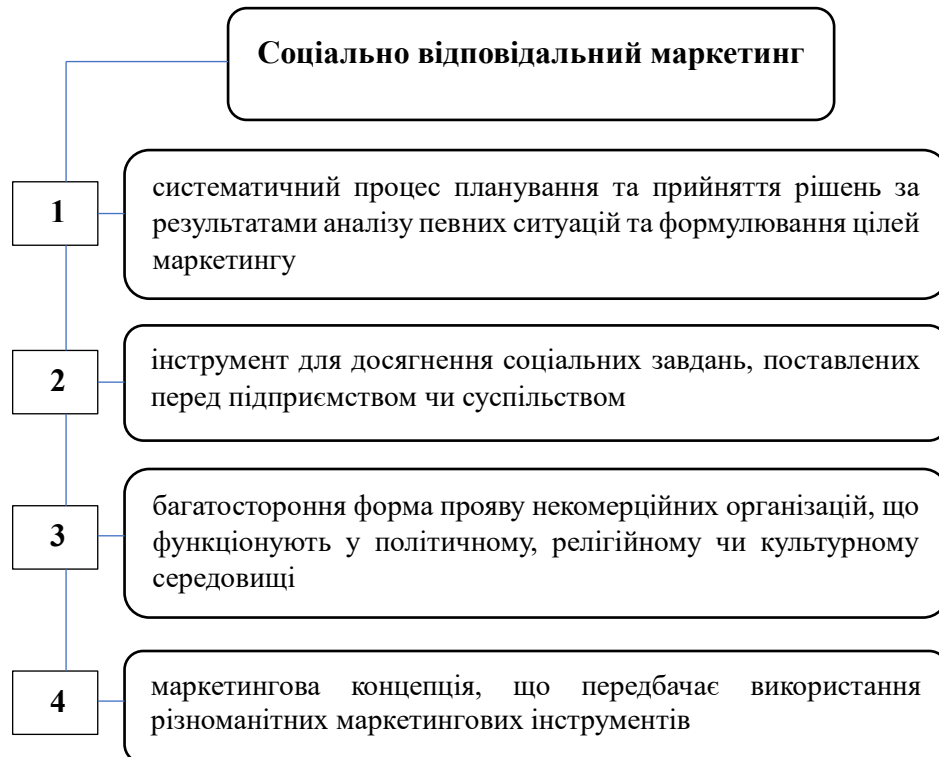 Соціально відповідальний маркетинг
1
систематичний процес планування та прийняття рішень за
результатами аналізу певних ситуацій та формулювання цілей
маркетингу
2
інструмент для досягнення соціальних завдань, поставлених
перед підприємством чи суспільством
3
багатостороння форма прояву некомерційних організацій, що
функціонують у політичному, релігійному чи культурному
середовищі
4
маркетингова концепція, що передбачає використання
різноманітних маркетингових інструментів